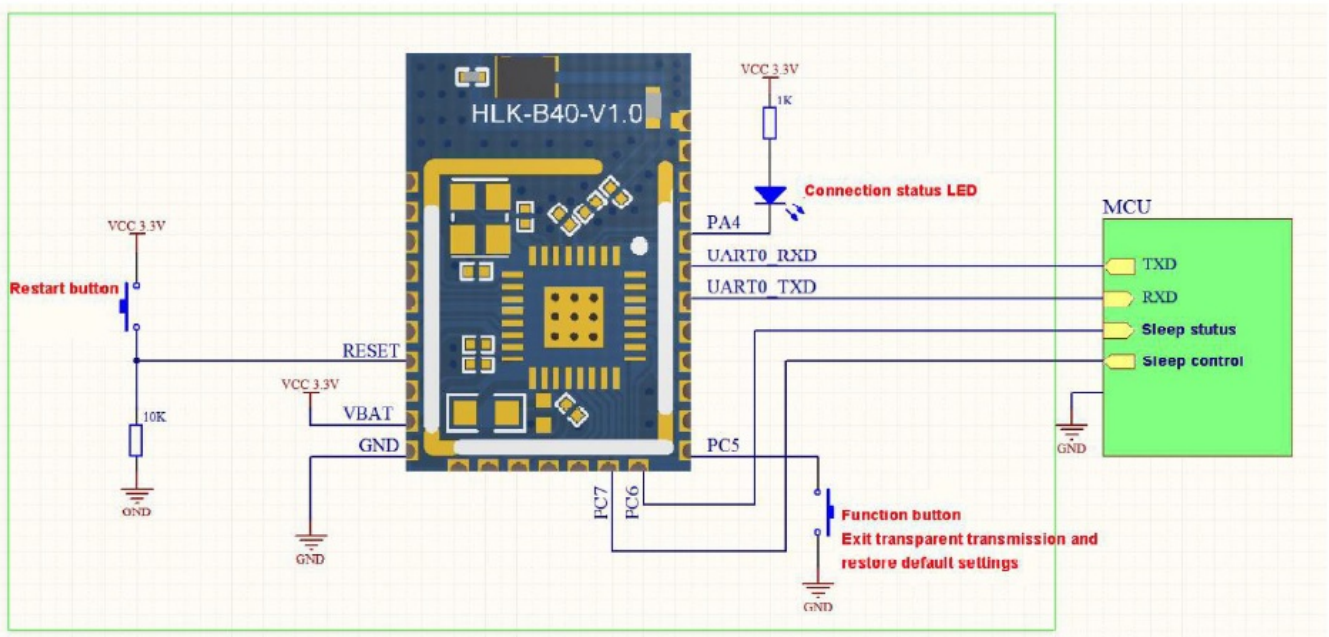 VCC 3.3V
1K
HLK-B40-V1.0
Connection status LED
MCU
PA4
VCC 3.3V
UART0_RXD
TXD
Restart button
UART0_TXD
RXD
Sleep stutus
RESET
Sleep control
VCC 3.3V
10K
VBAT
GND
PC5
GND
PC7
PC6
GND
Function button
Exit transparent transmission and
restore default settings
GND
GND